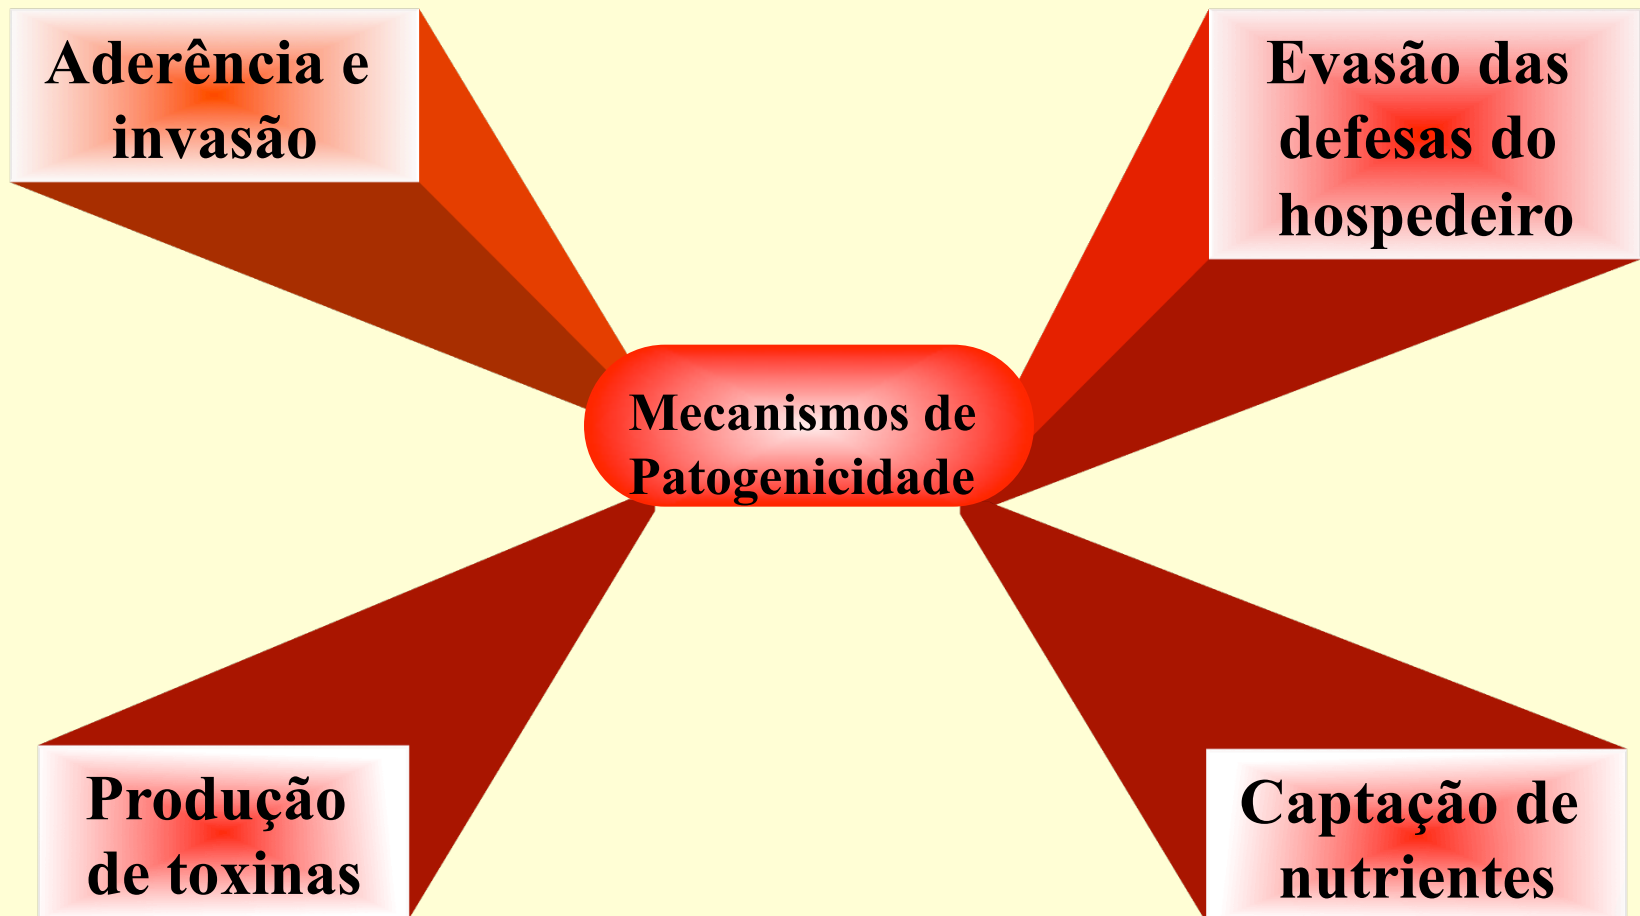 Aderência e
invasão
Evasão das
defesas do
hospedeiro
Mecanismos de
Patogenicidade
Produção
de toxinas
Captação de
nutrientes